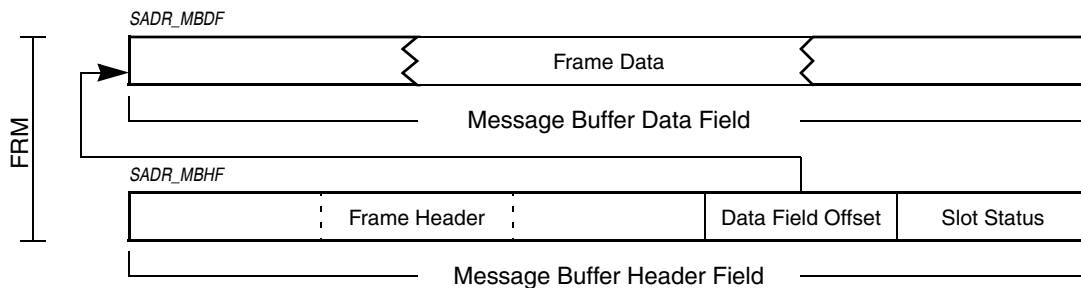 SADR_MBDF
Frame Data
Message Buffer Data Field
FRM
SADR_MBHF
Frame Header
Data Field Offset
Slot Status
Message Buffer Header Field